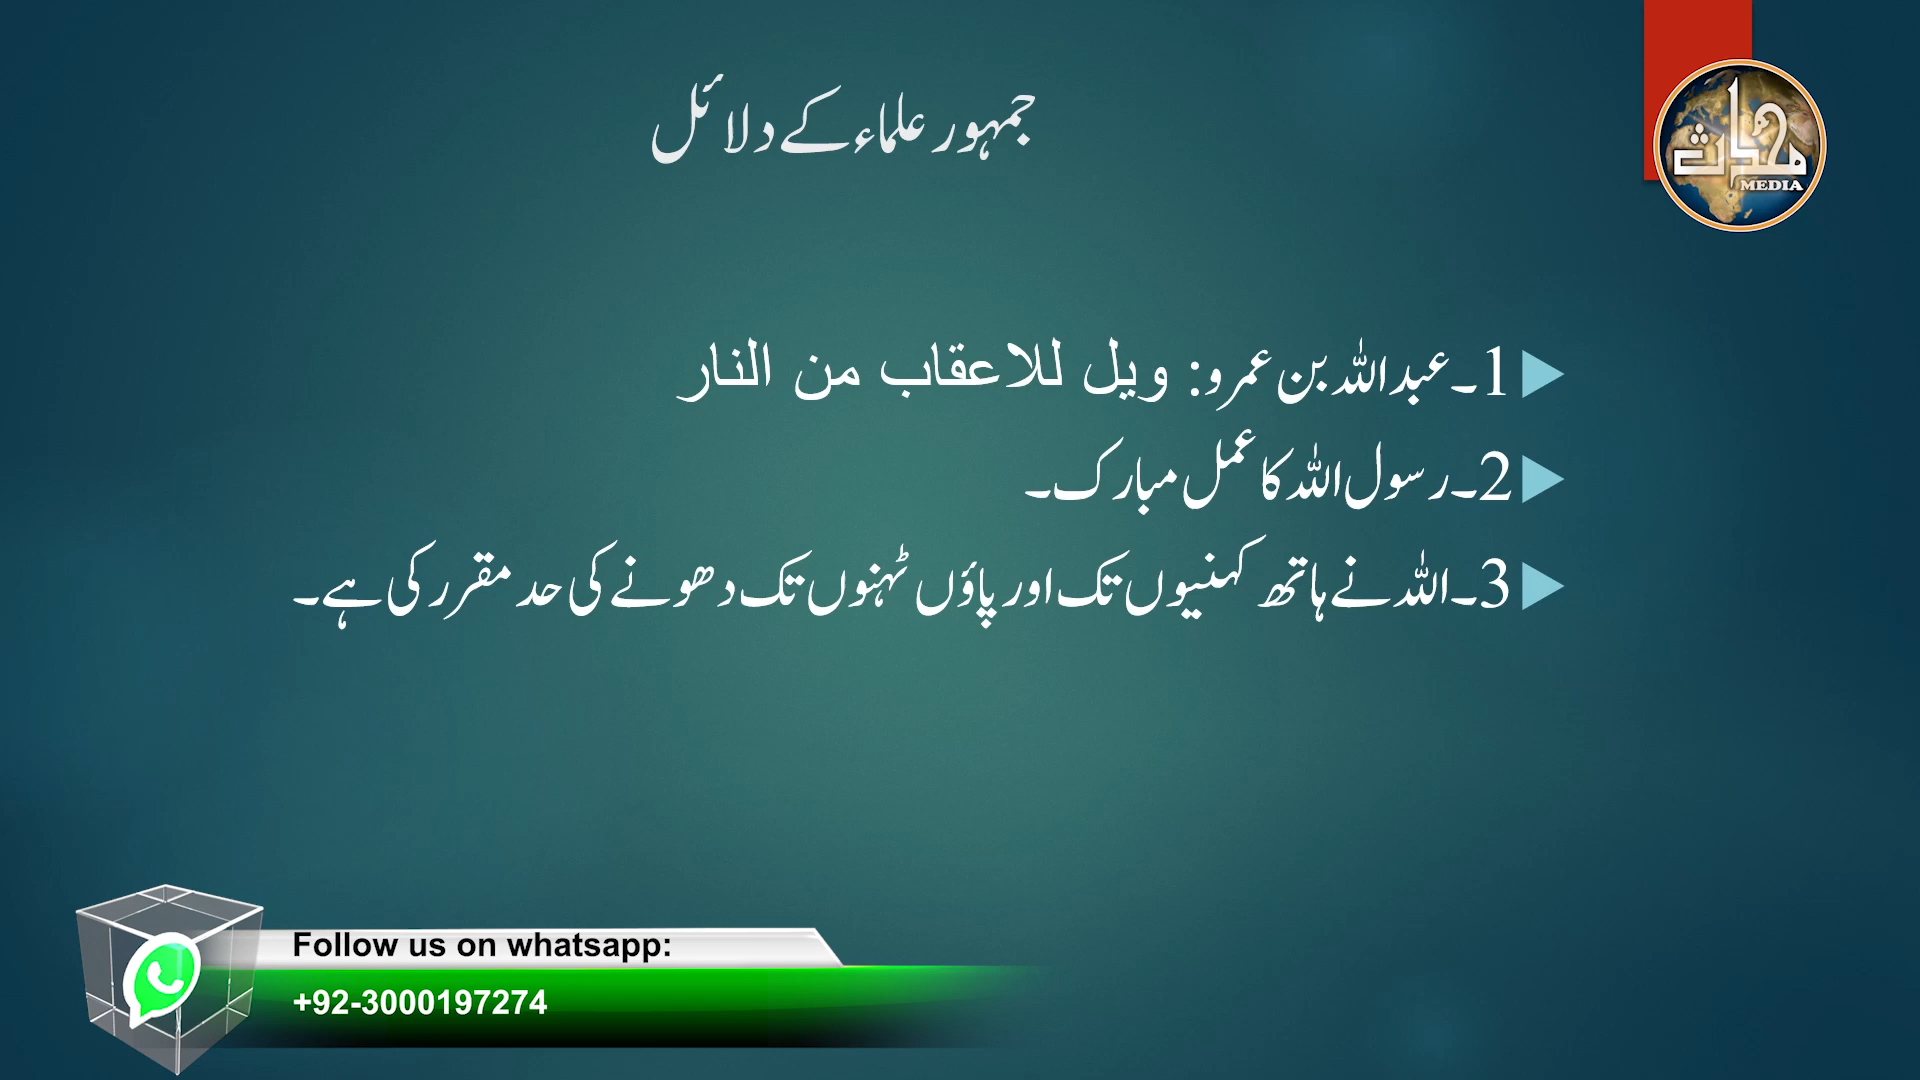 جمہور علماء کے دلائل
محدث
MEDIA
1۔عبداللہ بن عمرو: ويل للاعقاب من النار
2۔رسول اللہ کا عمل مبارک۔
3۔اللہ نے ہاتھ کہنیوں تک اور پاؤں ٹہنوں تک دھونے کی حد مقرر کی ہے۔
Follow us on whatsapp:
+92-3000197274